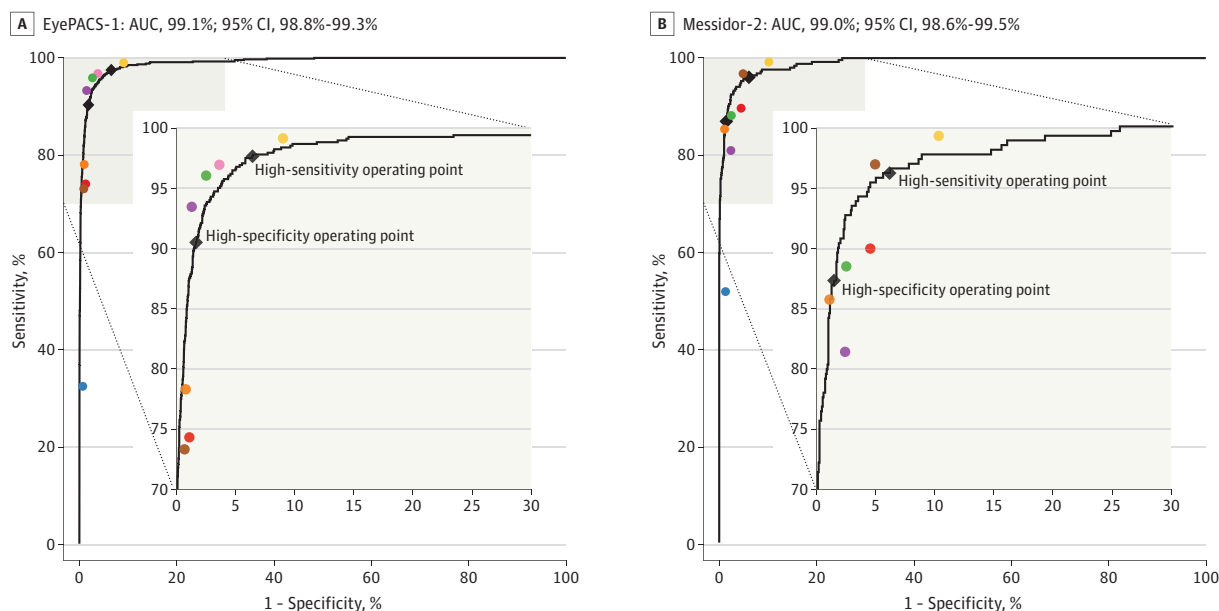 A EyePACS-1: AUC, 99.1%; 95% CI, 98.8%-99.3%
100
80
60
40
20
0
Sensitivity, %
0 20 40 60 80 100
1 - Specificity, %
100
95
90
85
80
75
70
0 5 10 15 20 25 30
High-sensitivity operating point
High-specificity operating point
B Messidor-2: AUC, 99.0%; 95% CI, 98.6%-99.5%
100
80
60
40
20
0
Sensitivity, %
0 20 40 60 80 100
1 - Specificity, %
100
95
90
85
80
75
70
0 5 10 15 20 25 30
High-sensitivity operating point
High-specificity operating point